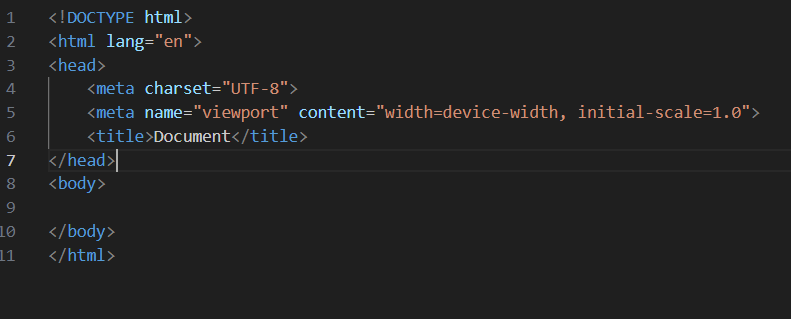 1 <!DOCTYPE html>
2 <html lang="en">
3 <head>
4     <meta charset="UTF-8">
5     <meta name="viewport" content="width=device-width, initial-scale=1.0">
6     <title>Document</title>
7 </head>
8 <body>
9
10 </body>
11 </html>